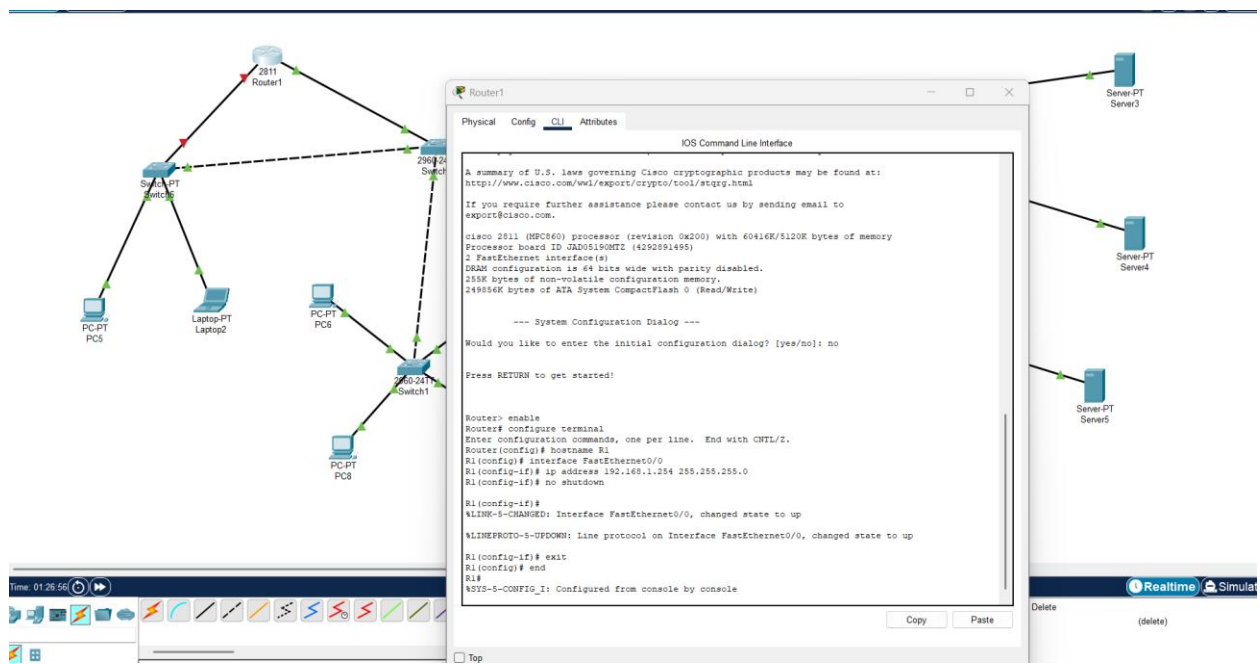 2811
Router1
Switch-PT
Switch6
2960-24
Switch
PC-PT
PC5
Laptop-PT
Laptop2
PC-PT
PC6
2960-24TT
Switch1
PC-PT
PC8
Server-PT
Server3
Server-PT
Server4
Server-PT
Server5
Router1
Physical Config CLI Attributes
IOS Command Line Interface
A summary of U.S. laws governing Cisco cryptographic products may be found at:
http://www.cisco.com/wwl/export/crypto/tool/stqrg.html
If you require further assistance please contact us by sending email to
export@cisco.com.
cisco 2811 (MPC860) processor (revision 0x200) with 60416K/5120K bytes of memory
Processor board ID JAD05190MTZ (4292891495)
2 FastEthernet interface(s)
DRAM configuration is 64 bits wide with parity disabled.
255K bytes of non-volatile configuration memory.
249856K bytes of ATA System CompactFlash 0 (Read/Write)
--- System Configuration Dialog ---
Would you like to enter the initial configuration dialog? [yes/no]: no
Press RETURN to get started!
Router> enable
Router# configure terminal
Enter configuration commands, one per line. End with CNTL/Z.
Router(config)# hostname R1
R1(config)# interface FastEthernet0/0
R1(config-if)# ip address 192.168.1.254 255.255.255.0
R1(config-if)# no shutdown
R1(config-if)#
%LINK-5-CHANGED: Interface FastEthernet0/0, changed state to up
%LINEPROTO-5-UPDOWN: Line protocol on Interface FastEthernet0/0, changed state to up
R1(config-if)# exit
R1(config)# end
R1#
%SYS-5-CONFIG_I: Configured from console by console
Copy Paste
Top
Time: 01:26:56
Realtime Simulat
Delete
(delete)